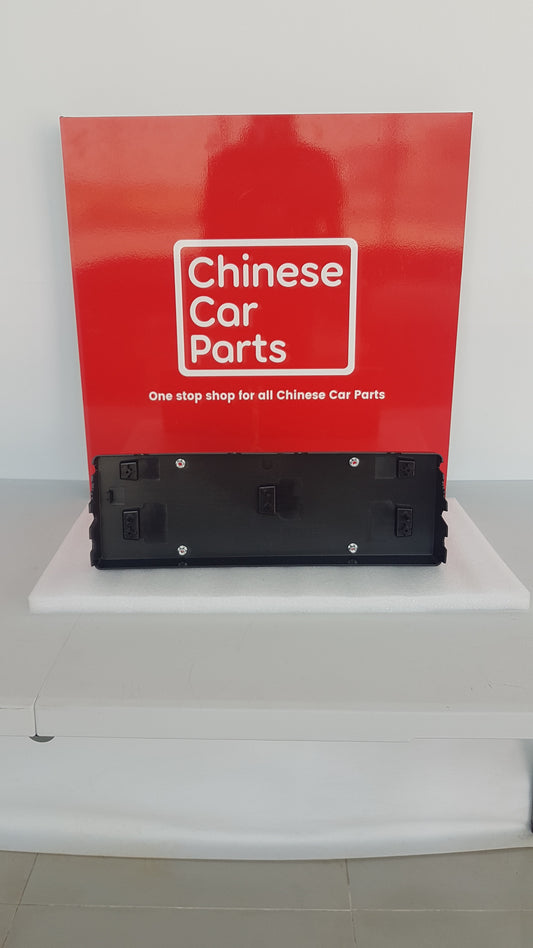 Chinese
Car
Parts
One stop shop for all Chinese Car Parts